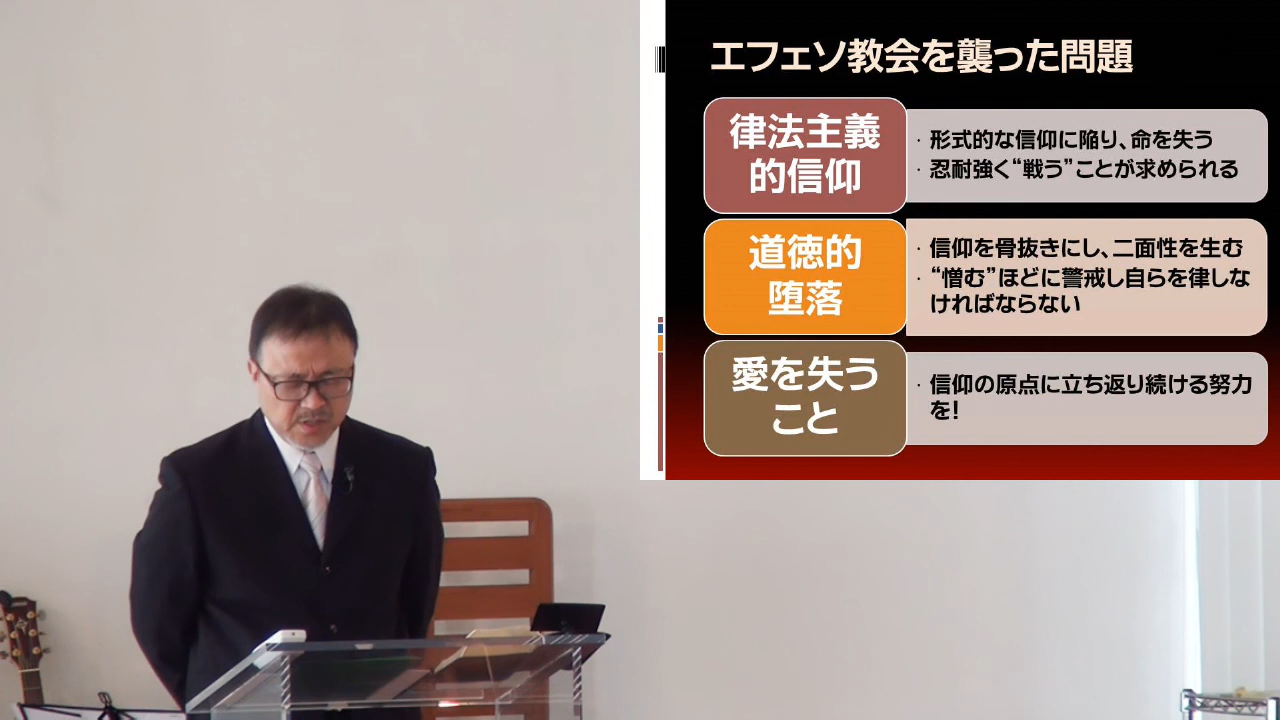 エフェソ教会を襲った問題
律法主義
的信仰
・形式的な信仰に陥り、命を失う
・忍耐強く“戦う”ことが求められる
道徳的
堕落
・信仰を骨抜きにし、二面性を生む
・“憎む”ほどに警戒し自らを律しな
ければならない
愛を失う
こと
・信仰の原点に立ち返り続ける努力
を!